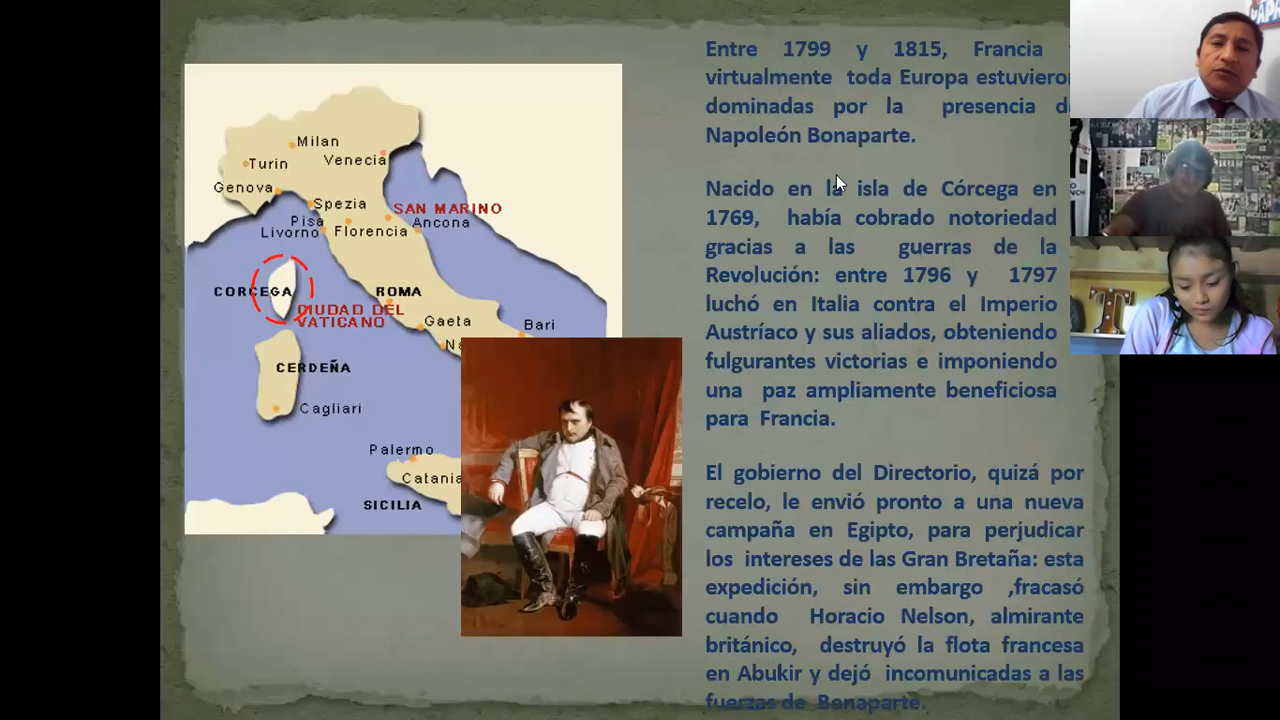 Milan
Turin
Venecia
Genova
Spezia
SAN MARINO
Pisa
Ancona
Livorno
Florencia
CORCEGA
ROMA
CIUDAD DEL
VATICANO
Gaeta
Bari
CERDEÑA
Cagliari
Palermo
Catania
SICILIA
Entre 1799 y 1815, Francia
virtualmente toda Europa
dominadas por la presencia
Napoleón Bonaparte.
Nacido en la isla de Córcega en
1769, había cobrado notoriedad
gracias a las guerras de la
Revolución: entre 1796 y 1797
luchó en Italia contra el Imperio
Austríaco y sus aliados, obteniendo
fulgurantes victorias e imponiendo
una paz ampliamente beneficiosa
para Francia.
El gobierno del Directorio, quizá por
recelo, le envió pronto a una nueva
campaña en Egipto, para perjudicar
los intereses de las Gran Bretaña: esta
expedición, sin embargo ,fracasó
cuando Horacio Nelson, almirante
británico, destruyó la flota francesa
en Abukir y dejó incomunicadas a las
fuerzas de Bonaparte.